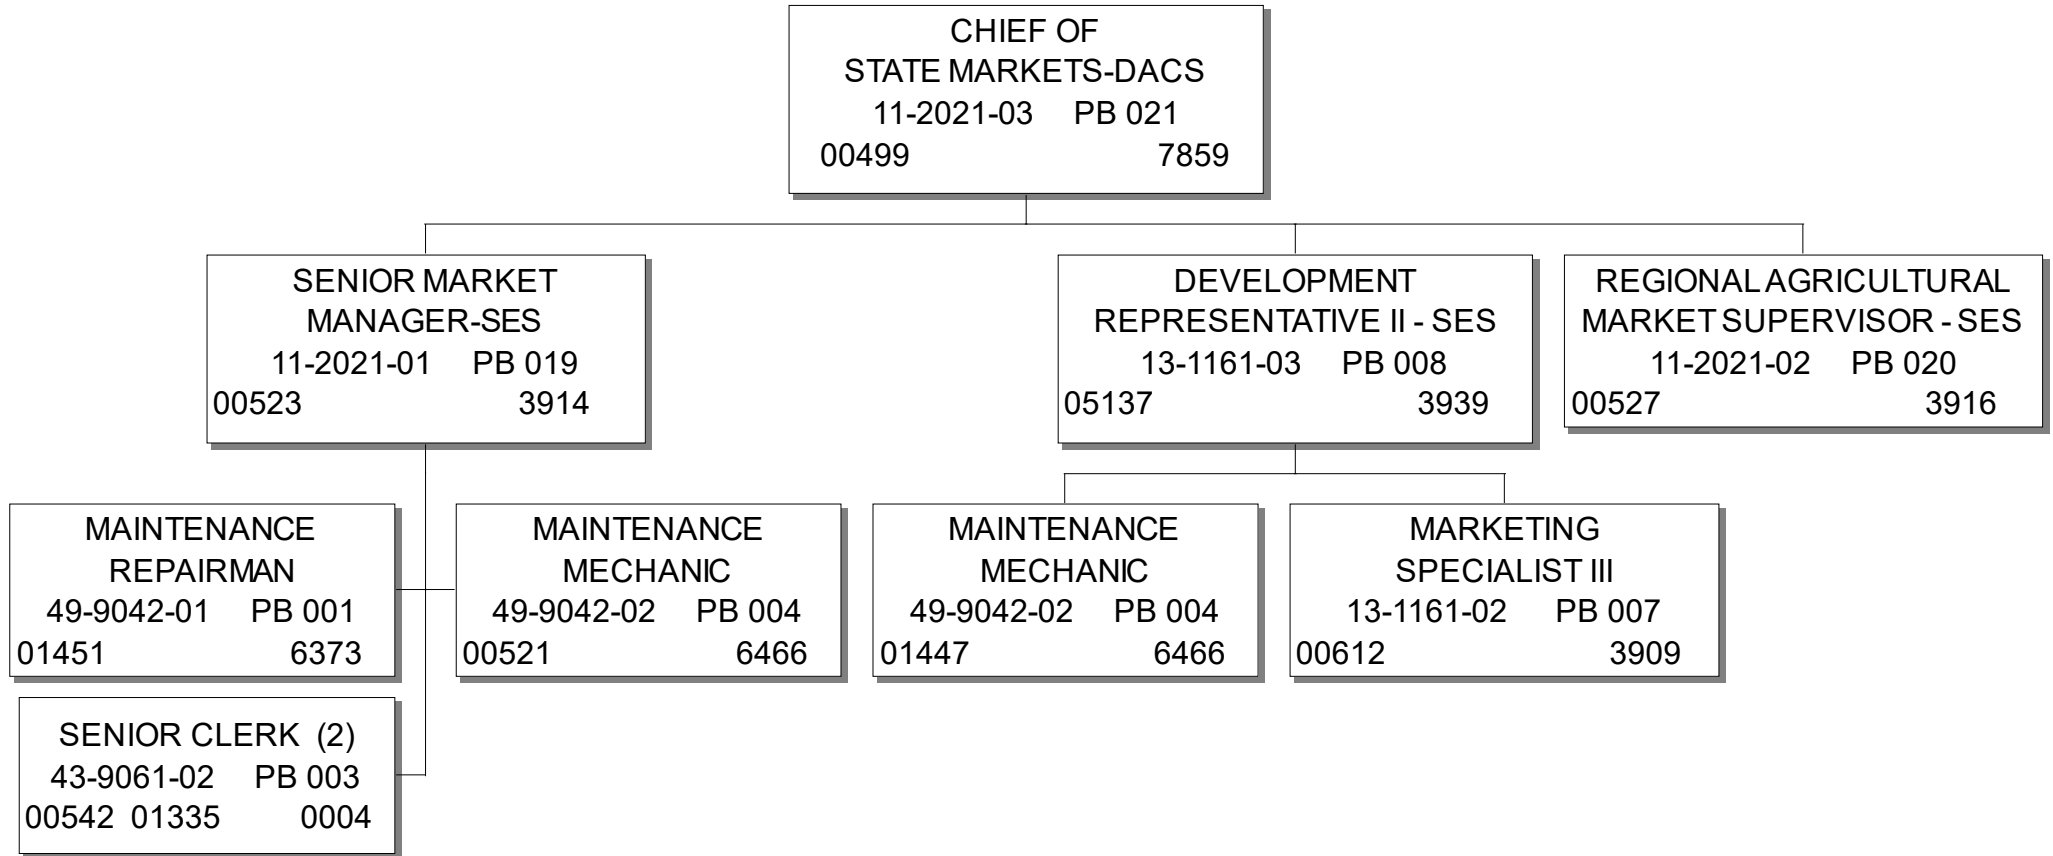 CHIEF OF
STATE MARKETS-DACS
11-2021-03 PB 021
00499 7859
SENIOR MARKET
MANAGER-SES
11-2021-01 PB 019
00523 3914
DEVELOPMENT
REPRESENTATIVE II - SES
13-1161-03 PB 008
05137 3939
REGIONAL AGRICULTURAL
MARKET SUPERVISOR - SES
11-2021-02 PB 020
00527 3916
MAINTENANCE
REPAIRMAN
49-9042-01 PB 001
01451 6373
MAINTENANCE
MECHANIC
49-9042-02 PB 004
00521 6466
MAINTENANCE
MECHANIC
49-9042-02 PB 004
01447 6466
MARKETING
SPECIALIST III
13-1161-02 PB 007
00612 3909
SENIOR CLERK (2)
43-9061-02 PB 003
00542 01335 0004